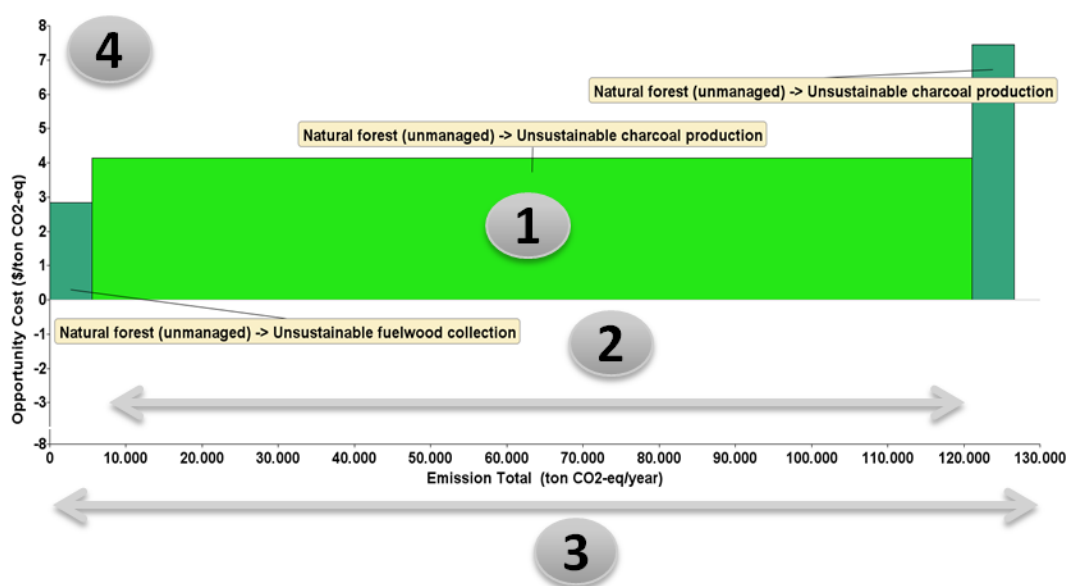 8
7
6
5
4
3
2
1
0
-1
-2
-3
-8
Opportunity Cost ($/ton CO2-eq)
4
Natural forest (unmanaged) -> Unsustainable charcoal production
Natural forest (unmanaged) -> Unsustainable charcoal production
1
Natural forest (unmanaged) -> Unsustainable fuelwood collection
2
0 10.000 20.000 30.000 40.000 50.000 60.000 70.000 80.000 90.000 100.000 110.000 120.000 130.000
Emission Total (ton CO2-eq/year)
3